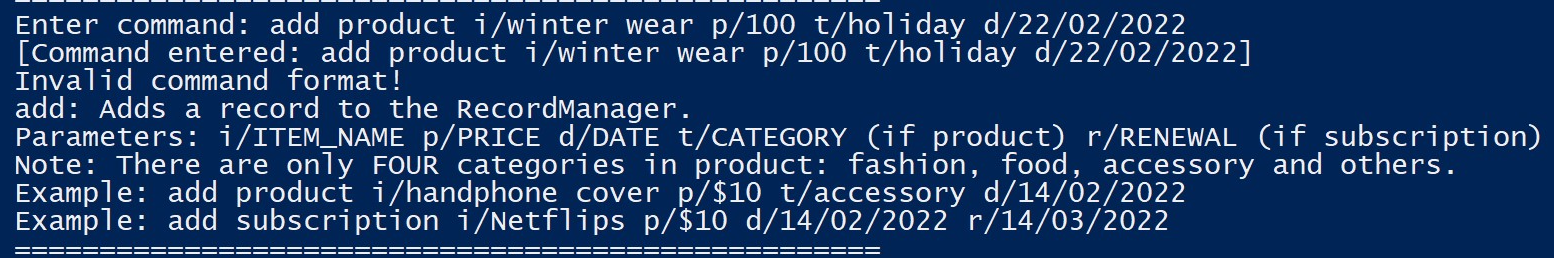 ====================================================
Enter command: add product i/winter wear p/100 t/holiday d/22/02/2022
[Command entered: add product i/winter wear p/100 t/holiday d/22/02/2022]
Invalid command format!
add: Adds a record to the RecordManager.
Parameters: i/ITEM_NAME p/PRICE d/DATE t/CATEGORY (if product) r/RENEWAL (if subscription)
Note: There are only FOUR categories in product: fashion, food, accessory and others.
Example: add product i/handphone cover p/$10 t/accessory d/14/02/2022
Example: add subscription i/Netflips p/$10 d/14/02/2022 r/14/03/2022
====================================================